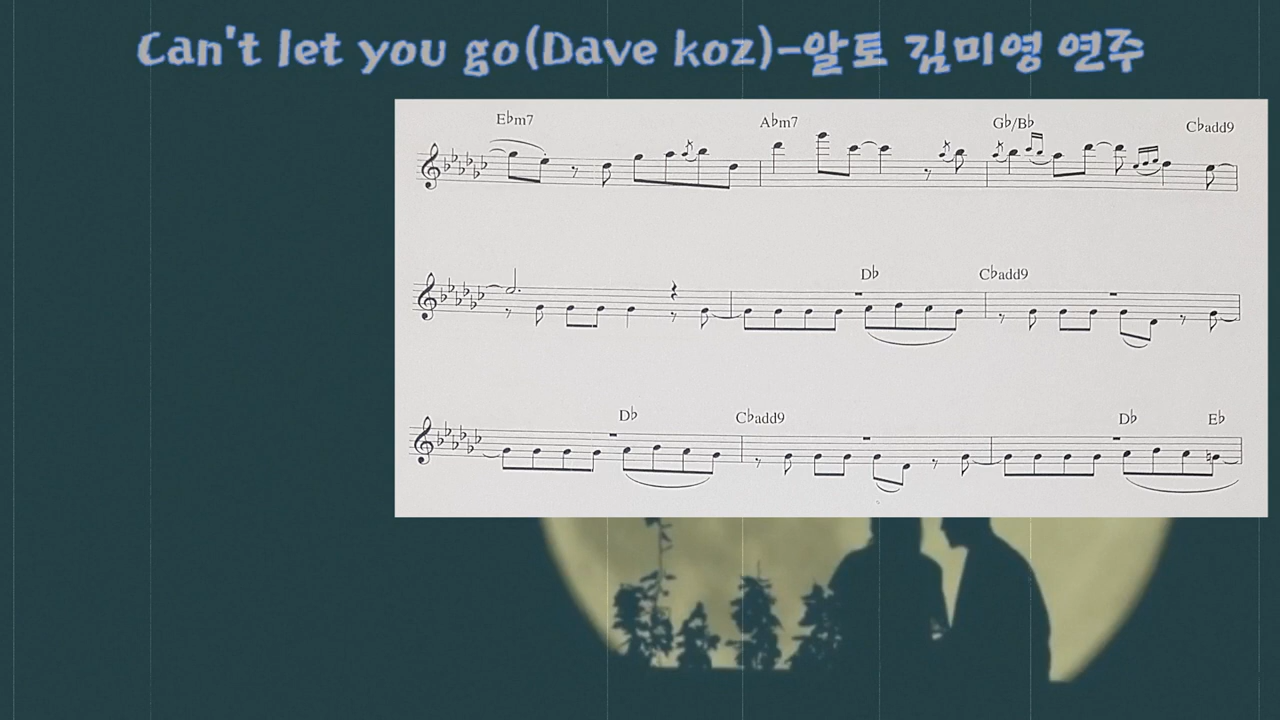 Can't let you go(Dave koz)-알토 김미영 연주
E♭m7 A♭m7 G♭/B♭ C♭add9
D♭ C♭add9
D♭ C♭add9 D♭ E♭